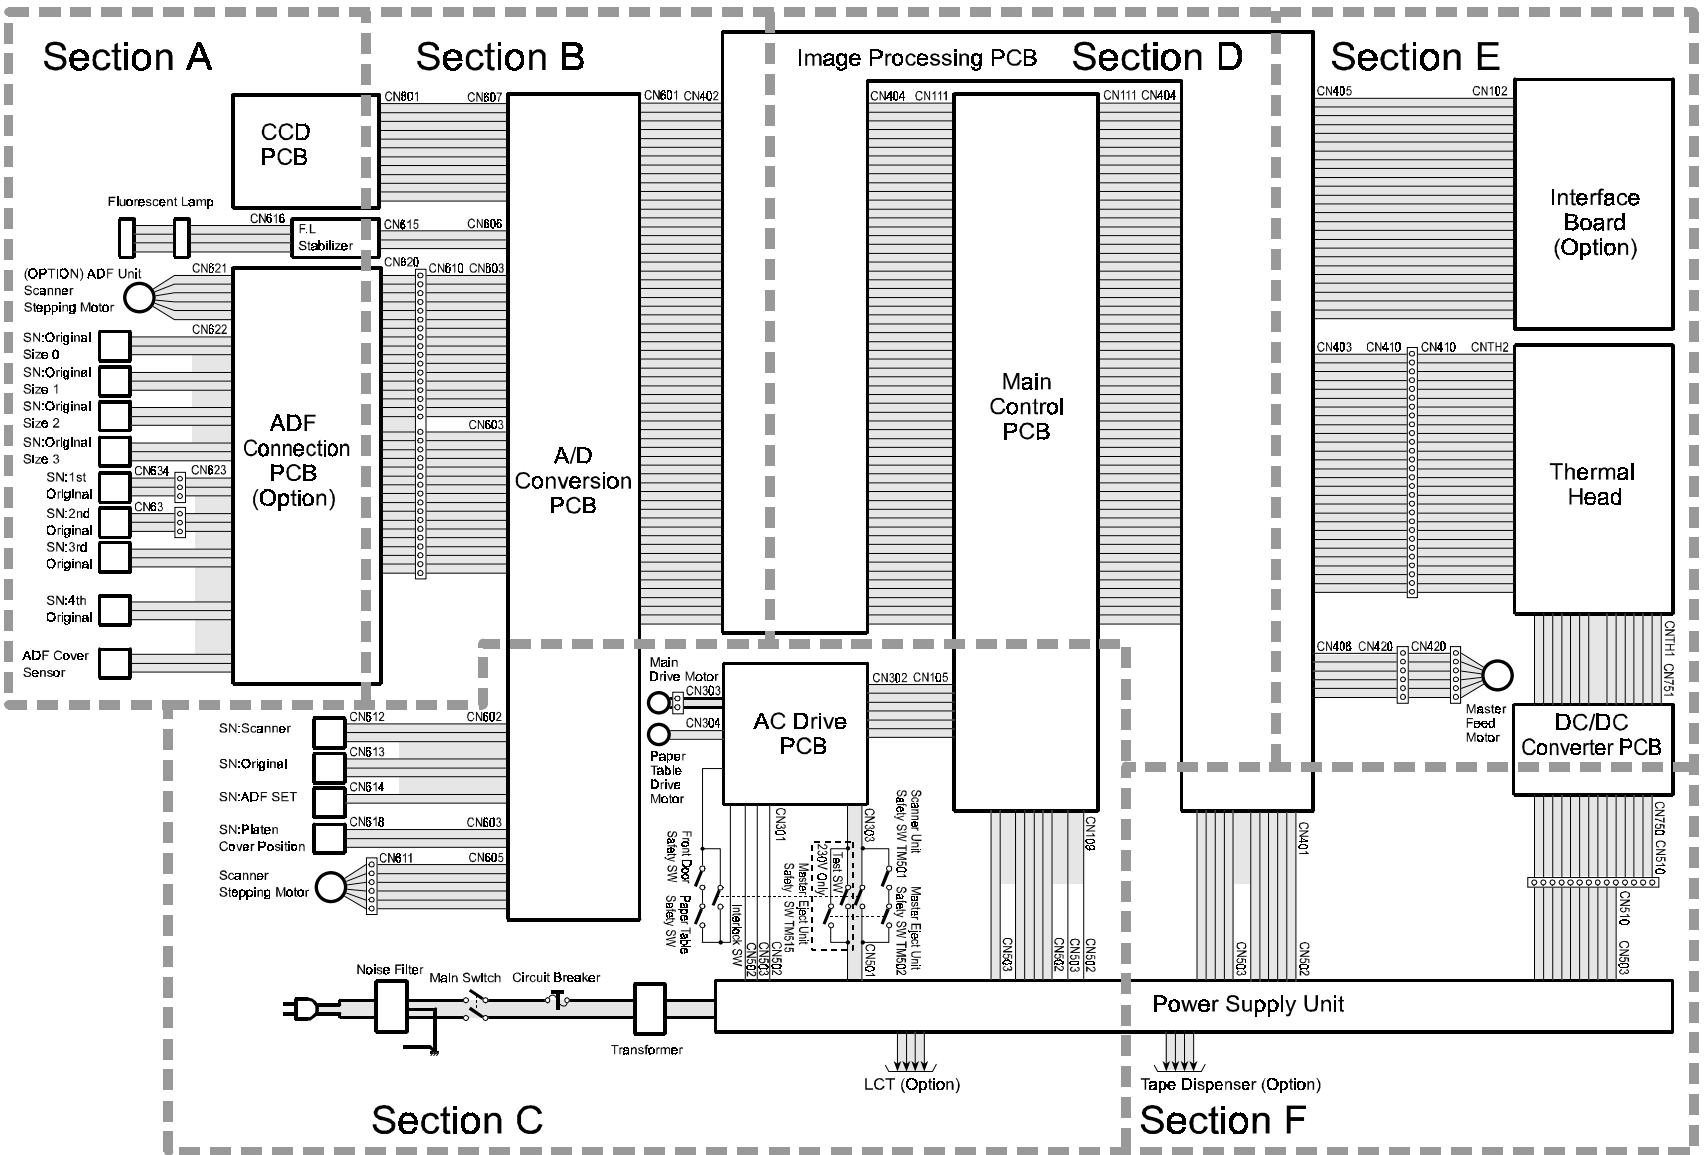 Section A
Section B
Image Processing PCB
Section D
Section E
CN601
CN607
CN601 CN402
CN404 CN111
CN111 CN404
CN405
CN102
CCD
PCB
Fluorescent Lamp
CN616
F.L
Stabilizer
CN615
CN606
Interface
Board
(Option)
(OPTION) ADF Unit
Scanner
Stepping Motor
CN621
CN620
CN610 CN603
CN622
SN:Original
Size 0
SN:Original
Size 1
SN:Original
Size 2
SN:Original
Size 3
CN634
CN623
SN:1st
Original
CN63
SN:2nd
Original
SN:3rd
Original
SN:4th
Original
ADF Cover
Sensor
ADF
Connection
PCB
(Option)
CN603
A/D
Conversion
PCB
Main
Control
PCB
CN403
CN410
CN410
CNTH2
Thermal
Head
CNTH1 CN751
CN406 CN420
CN420
Master
Feed
Motor
DC/DC
Converter PCB
Main
Drive Motor
CN303
CN304
Paper
Table
Drive
Motor
AC Drive
PCB
CN302 CN105
SN:Scanner
CN612
CN602
SN:Original
CN613
SN:ADF SET
CN614
SN:Platen
Cover Position
CN618
CN603
Scanner
Stepping Motor
CN611
CN605
Front Door
Safety SW
Paper Table
Safety SW
Interlock SW
CN301
CN502
CN503
CN502
Test SW
230V Only
Master Eject Unit
Safety SW TM515
CN303
CN501
Scanner Unit
Safety SW TM501
Master Eject Unit
Safety SW TM502
CN503
CN502
CN503
CN502
CN503
CN401
CN502
CN750 CN510
CN510
CN503
Noise Filter
Main Switch
Circuit Breaker
Transformer
Power Supply Unit
LCT (Option)
Tape Dispenser (Option)
Section C
Section F